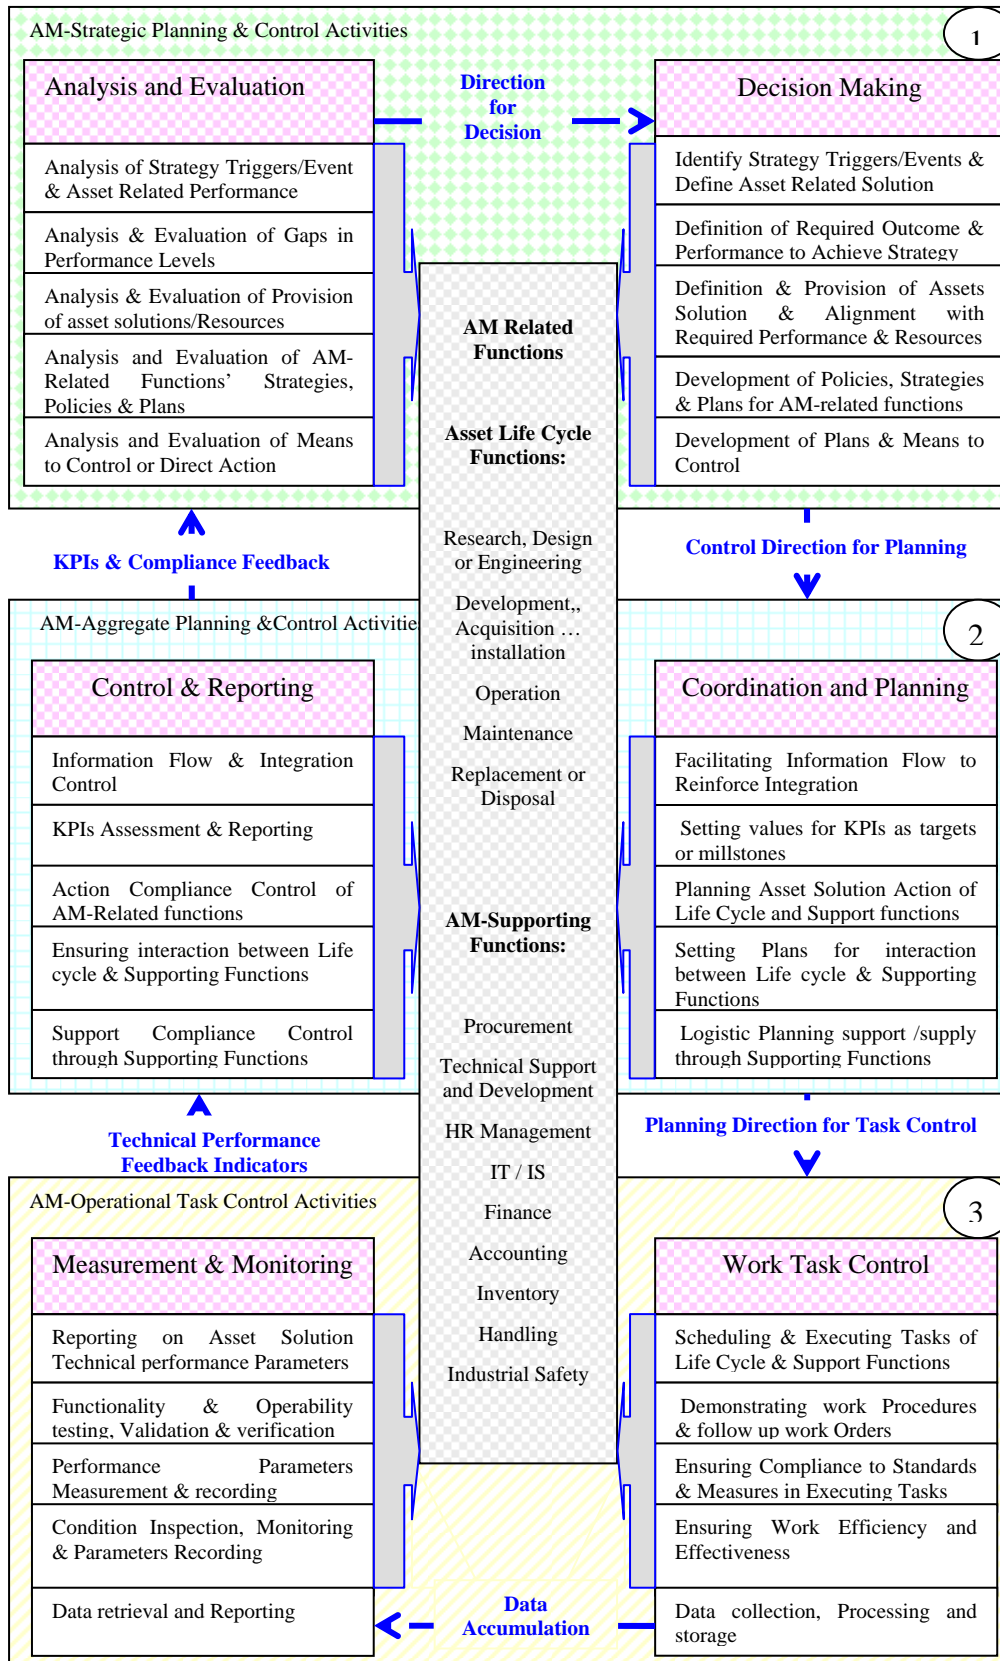 AM-Strategic Planning & Control Activities
1
Analysis and Evaluation
Analysis of Strategy Triggers/Event
& Asset Related Performance
Analysis & Evaluation of Gaps in
Performance Levels
Analysis & Evaluation of Provision
of asset solutions/Resources
Analysis and Evaluation of AM-
Related Functions’ Strategies,
Policies & Plans
Analysis and Evaluation of Means
to Control or Direct Action
Direction
for
Decision
Decision Making
Identify Strategy Triggers/Events &
Define Asset Related Solution
Definition of Required Outcome &
Performance to Achieve Strategy
Definition & Provision of Assets
Solution & Alignment with
Required Performance & Resources
Development of Policies, Strategies
& Plans for AM-related functions
Development of Plans & Means to
Control
AM Related
Functions
Asset Life Cycle
Functions:
Research, Design
or Engineering
Development,,
Acquisition …
installation
Operation
Maintenance
Replacement or
Disposal
AM-Supporting
Functions:
Procurement
Technical Support
and Development
HR Management
IT / IS
Finance
Accounting
Inventory
Handling
Industrial Safety
KPIs & Compliance Feedback
Control Direction for Planning
AM-Aggregate Planning &Control Activities
2
Control & Reporting
Information Flow & Integration
Control
KPIs Assessment & Reporting
Action Compliance Control of
AM-Related functions
Ensuring interaction between Life
cycle & Supporting Functions
Support Compliance Control
through Supporting Functions
Coordination and Planning
Facilitating Information Flow to
Reinforce Integration
Setting values for KPIs as targets
or millstones
Planning Asset Solution Action of
Life Cycle and Support functions
Setting Plans for interaction
between Life cycle & Supporting
Functions
Logistic Planning support /supply
through Supporting Functions
Technical Performance
Feedback Indicators
Planning Direction for Task Control
AM-Operational Task Control Activities
3
Measurement & Monitoring
Reporting on Asset Solution
Technical performance Parameters
Functionality & Operability
testing, Validation & verification
Performance Parameters
Measurement & recording
Condition Inspection, Monitoring
& Parameters Recording
Data retrieval and Reporting
Work Task Control
Scheduling & Executing Tasks of
Life Cycle & Support Functions
Demonstrating work Procedures
& follow up work Orders
Ensuring Compliance to Standards
& Measures in Executing Tasks
Ensuring Work Efficiency and
Effectiveness
Data collection, Processing and
storage
Data
Accumulation